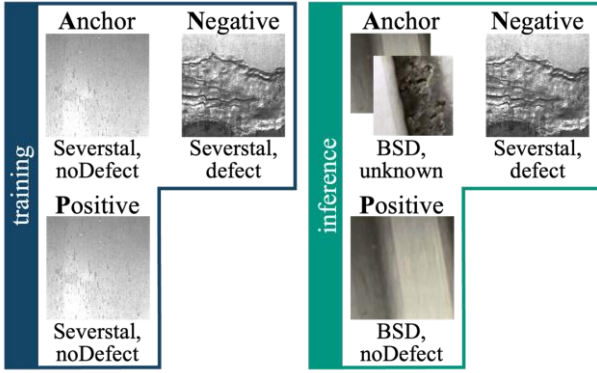 training
Anchor
Severstal,
noDefect
Negative
Severstal,
defect
Positive
Severstal,
noDefect
inference
Anchor
BSD,
unknown
Negative
Severstal,
defect
Positive
BSD,
noDefect